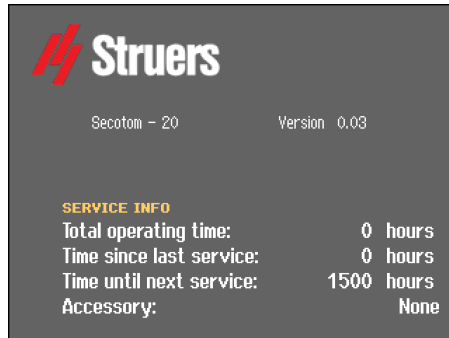 Struers
Secotom - 20 Version 0.03
SERVICE INFO
Total operating time: 0 hours
Time since last service: 0 hours
Time until next service: 1500 hours
Accessory: None